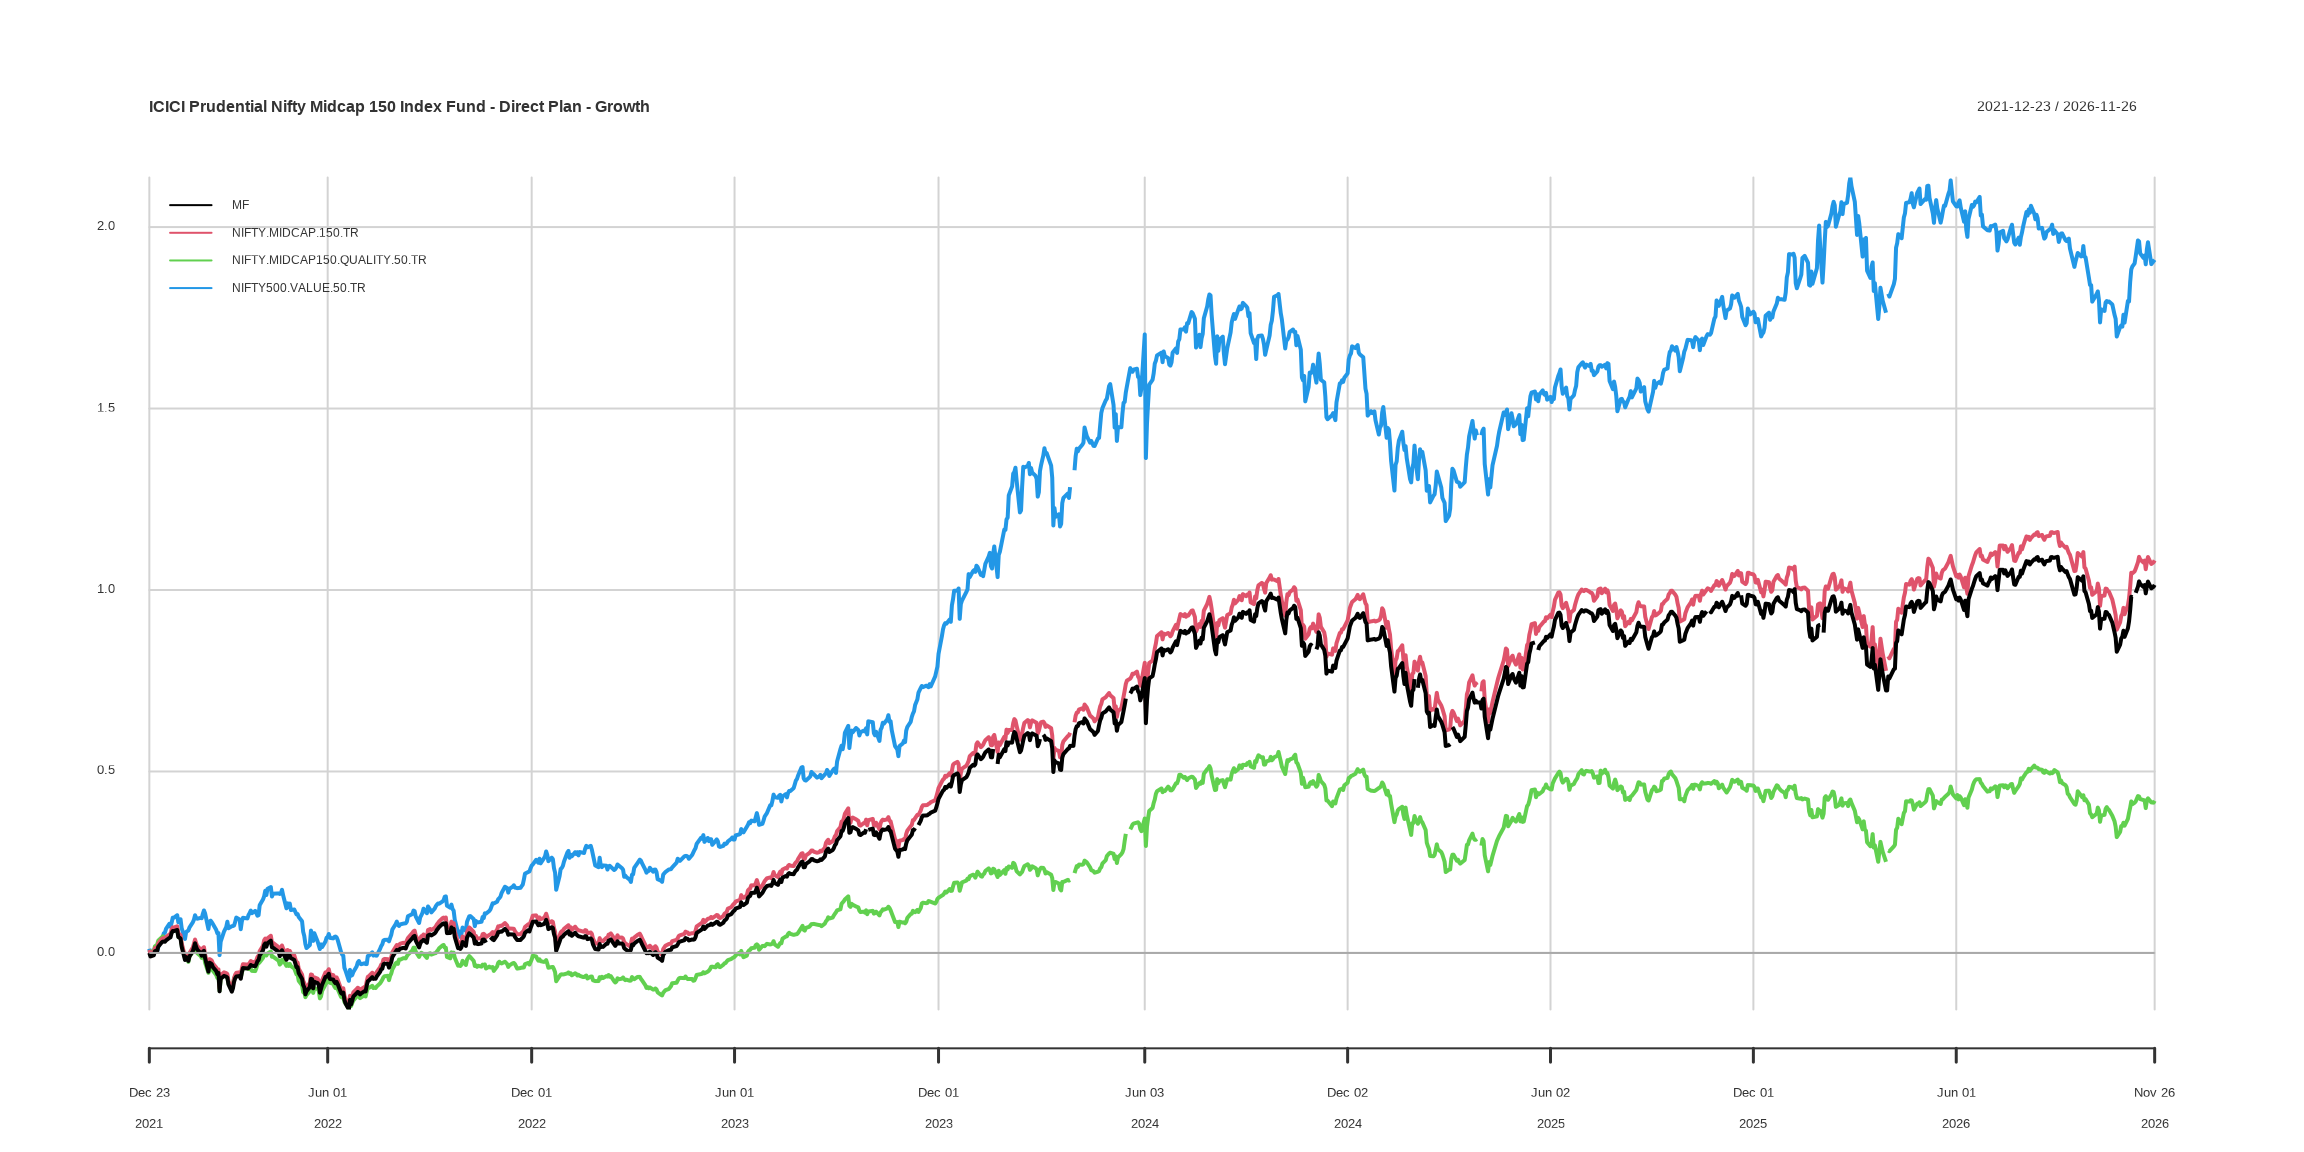 ICICI Prudential Nifty Midcap 150 Index Fund - Direct Plan - Growth
2021-12-23 / 2026-11-26
MF
NIFTY.MIDCAP.150.TR
NIFTY.MIDCAP150.QUALITY.50.TR
NIFTY500.VALUE.50.TR
2.0
1.5
1.0
0.5
0.0
Dec 23 Jun 01 Dec 01 Jun 01 Dec 01 Jun 03 Dec 02 Jun 02 Dec 01 Jun 01 Nov 26
2021 2022 2022 2023 2023 2024 2024 2025 2025 2026 2026